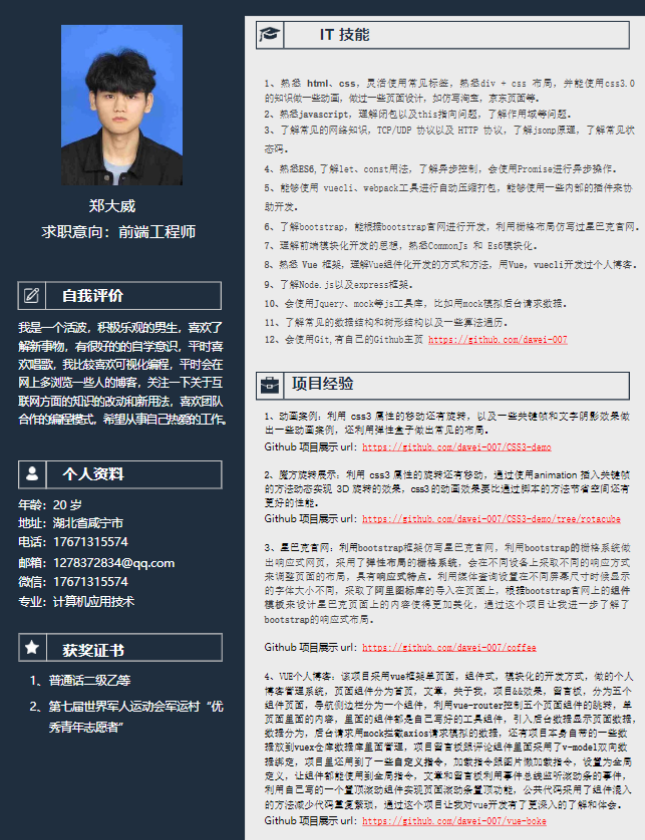 郑大威
求职意向：前端工程师
自我评价
我是一个活波，积极乐观的男生，喜欢了
解新事物，有很好的的自学意识，平时喜
欢唱歌，我比较喜欢可视化编程，平时会在
网上多浏览一些人的博客，关注一下关于互
联网方面的知识的改动和新用法，喜欢团队
合作的编程模式，希望从事自己热爱的工作。
个人资料
年龄：20 岁
地址：湖北省咸宁市
电话：17671315574
邮箱：1278372834@qq.com
微信：17671315574
专业：计算机应用技术
获奖证书
1、普通话二级乙等
2、第七届世界军人运动会军运村“优
秀青年志愿者”
IT 技能
1、熟悉 html、css，灵活使用常见标签，熟悉div + css 布局，并能使用css3.0
的知识做一些动画，做过一些页面设计，如仿写淘宝，京东页面等。
2、熟悉javascript，理解闭包以及this指向问题，了解作用域等问题。
3、了解常见的网络知识，TCP/UDP 协议以及 HTTP 协议，了解jsonp原理，了解常见状
态码。
4、熟悉ES6,了解let、const用法，了解异步控制，会使用Promise进行异步操作。
5、能够使用 vuecli、webpack工具进行自动压缩打包，能够使用一些内部的插件来协
助开发。
6、了解bootstrap，能根据bootstrap官网进行开发，利用栅格布局仿写过星巴克官网。
7、理解前端模块化开发的思想，熟悉CommonJs 和 Es6模块化。
8、熟悉 Vue 框架，理解Vue组件化开发的方式和方法，用Vue，vuecli开发过个人博客。
9、了解Node.js以及express框架。
10、会使用Jquery、mock等js工具库，比如用mock模拟后台请求数据。
11、了解常见的数据结构和树形结构以及一些算法遍历。
12、会使用Git,有自己的Github主页 https://github.com/dawei-007
项目经验
1、动画案例：利用 css3 属性的移动还有旋转，以及一些关键帧和文字阴影效果做
出一些动画案例，还利用弹性盒子做出常见的布局。
Github 项目展示 url：https://github.com/dawei-007/CSS3-demo
2、魔方旋转展示：利用 css3 属性的旋转还有移动，通过使用animation 插入关键帧
的方法动态实现 3D 旋转的效果，css3的动画效果要比通过脚本的方法节省空间还有
更好的性能。
Github 项目展示 url：https://github.com/dawei-007/CSS3-demo/tree/rotacube
3、星巴克官网：利用bootstrap框架仿写星巴克官网，利用bootstrap的栅格系统做
出响应式网页，采用了弹性布局的栅格系统，会在不同设备上采取不同的响应方式
来调整页面的布局，具有响应式特点。利用媒体查询设置在不同屏幕尺寸时候显示
的字体大小不同，采取了阿里图标库的导入在页面上，根据bootstrap官网上的组件
模板来设计星巴克页面上的内容使得更加美化，通过这个项目让我进一步了解了
bootstrap的响应式布局。
Github 项目展示 url：https://github.com/dawei-007/coffee
4、VUE个人博客：该项目采用vue框架单页面，组件式，模块化的开发方式，做的个人
博客管理系统，页面组件分为首页，文章，关于我，项目&&效果，留言板，分为五个
组件页面，导航侧边栏分为一个组件，利用vue-router控制五个页面组件的跳转，单
页面里面的内容，里面的组件都是自己写好的工具组件，引入后台数据显示页面数据，
数据分为，后台请求用mock拦截axios请求模拟的数据，还有项目本身自带的一些数
据放到vuex仓库数据库里面管理，项目留言板跟评论组件里面采用了v-model双向数
据绑定，项目里还用到了一些自定义指令，加载指令跟图片懒加载指令，设置为全局
定义，让组件都能使用到全局指令，文章和留言板利用事件总线监听滚动条的事件，
利用自己写的一个置顶滚动组件实现页面滚动条置顶功能，公共代码采用了组件混入
的方法减少代码重复繁琐，通过这个项目让我对vue开发有了更深入的了解和体会。
Github 项目展示 url：https://github.com/dawei-007/vue-boke